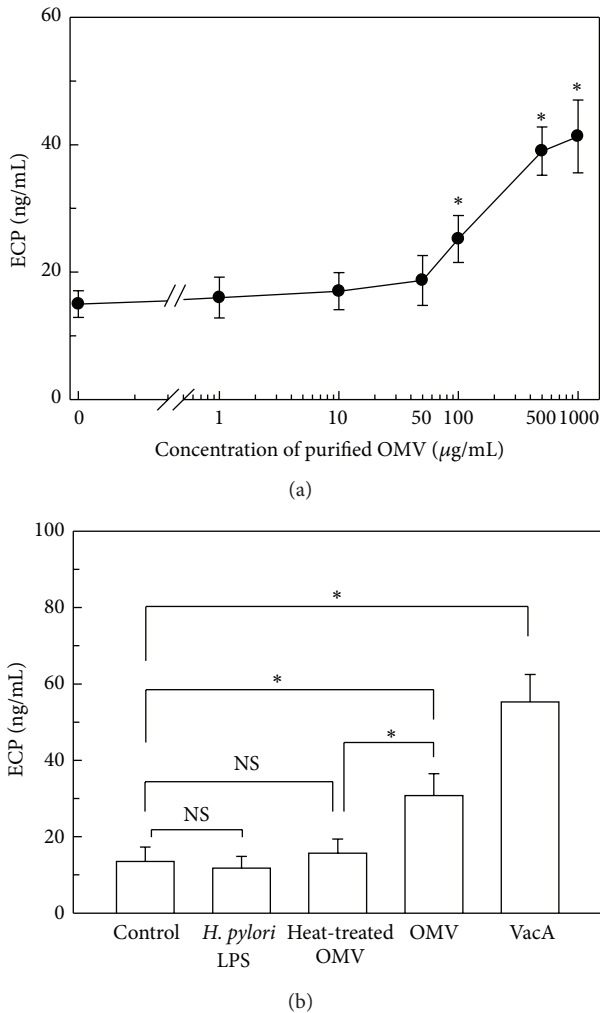 60
40
20
0
ECP (ng/mL)
*
*
*
0 1 10 50 100 500 1000
Concentration of purified OMV (μg/mL)
(a)
100
80
60
40
20
0
ECP (ng/mL)
*
*
*
NS
NS
Control H. pylori Heat-treated OMV VacA
LPS OMV
(b)